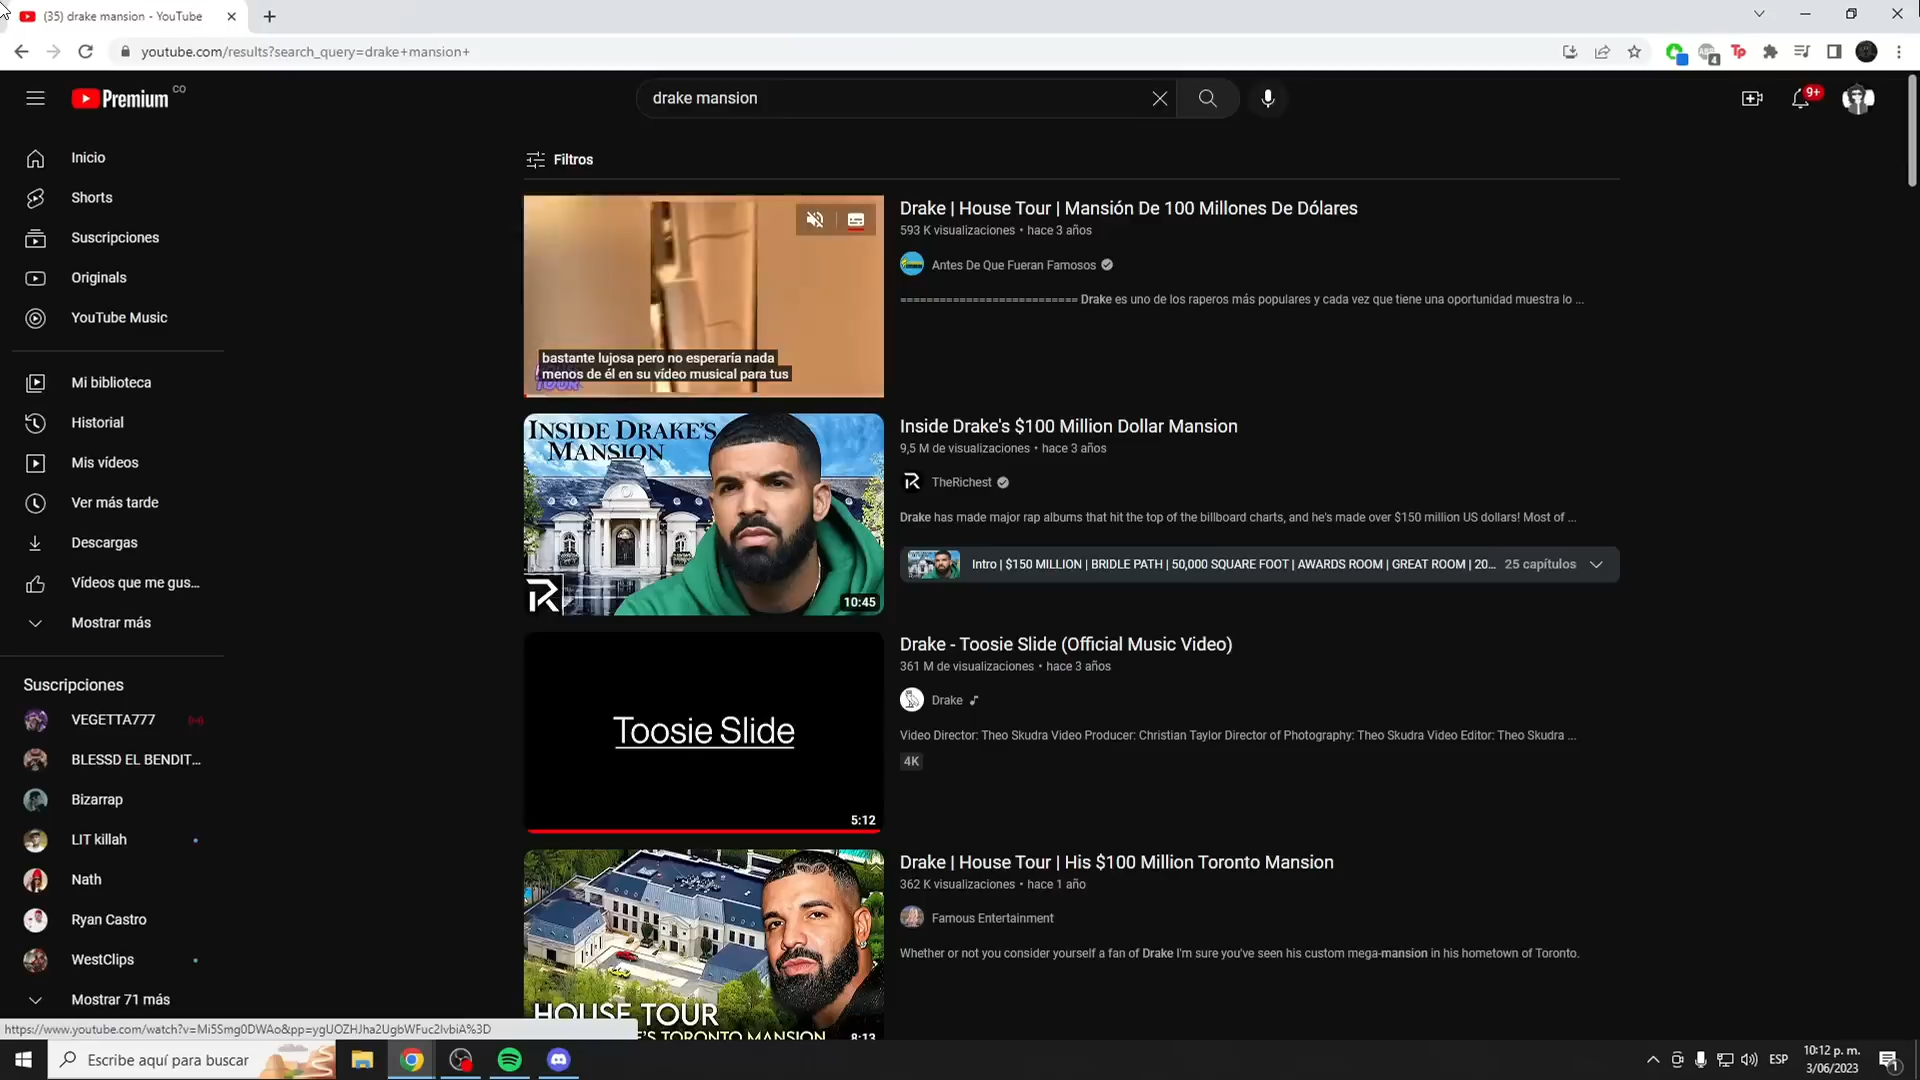 (35) drake mansion - YouTube
youtube.com/results?search_query=drake+mansion+
4
Tp
Premium CO
drake mansion
9+
Inicio
Shorts
Suscripciones
Originals
YouTube Music
Mi biblioteca
Historial
Mis vídeos
Ver más tarde
Descargas
Vídeos que me gus...
Mostrar más
Suscripciones
VEGETTA777
BLESSD EL BENDIT...
Bizarrap
LIT killah
Nath
Ryan Castro
WestClips
Mostrar 71 más
Filtros
bastante lujosa pero no esperaría nada
menos de él en su vídeo musical para tus
TOUR
Drake | House Tour | Mansión De 100 Millones De Dólares
593 K visualizaciones • hace 3 años
Antes De Que Fueran Famosos
=========================== Drake es uno de los raperos más populares y cada vez que tiene una oportunidad muestra lo ...
INSIDE DRAKE'S
MANSION
R
10:45
Inside Drake's $100 Million Dollar Mansion
9,5 M de visualizaciones • hace 3 años
R TheRichest
Drake has made major rap albums that hit the top of the billboard charts, and he's made over $150 million US dollars! Most of ...
Intro | $150 MILLION | BRIDLE PATH | 50,000 SQUARE FOOT | AWARDS ROOM | GREAT ROOM | 20... 25 capítulos
Toosie Slide
5:12
Drake - Toosie Slide (Official Music Video)
361 M de visualizaciones • hace 3 años
Drake
Video Director: Theo Skudra Video Producer: Christian Taylor Director of Photography: Theo Skudra Video Editor: Theo Skudra ...
4K
HOUSE TOUR
E'S TORONTO MANSION
8:13
Drake | House Tour | His $100 Million Toronto Mansion
362 K visualizaciones • hace 1 año
Famous Entertainment
Whether or not you consider yourself a fan of Drake I'm sure you've seen his custom mega-mansion in his hometown of Toronto.
https://www.youtube.com/watch?v=Mi5Smg0DWAo&pp=ygUOZHJha2UgbWFuc2lvbiA%3D
Escribe aquí para buscar
ESP
10:12 p. m.
3/06/2023
1